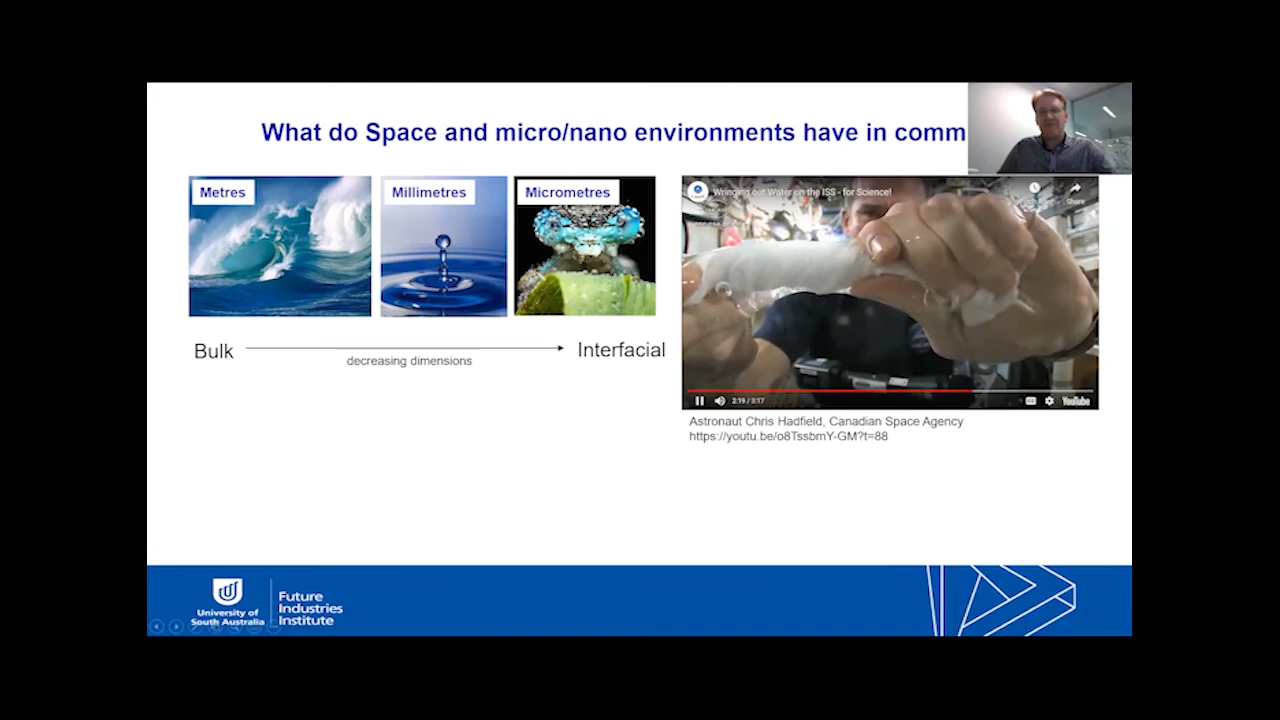 What do Space and micro/nano environments have in comm
Metres
Millimetres
Micrometres
Wringing out Water on the ISS - for Science!
Share
2:19 / 3:17
YouTube
Bulk
decreasing dimensions
Interfacial
Astronaut Chris Hadfield, Canadian Space Agency
https://youtu.be/o8TssbmY-GM?t=88
University of
South Australia
Future
Industries
Institute